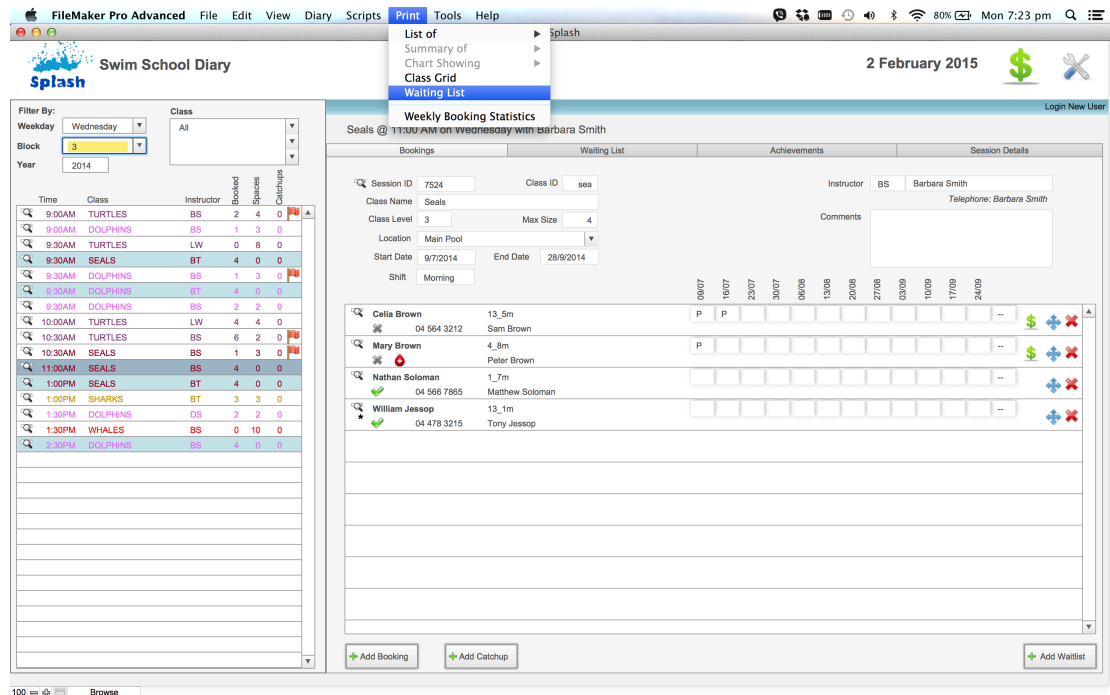 FileMaker Pro Advanced File Edit View Diary Scripts Print Tools Help 80% Mon 7:23 pm
Splash
List of
Summary of
Chart Showing
Class Grid
Waiting List
Weekly Booking Statistics
Splash
Swim School Diary
2 February 2015
Login New User
Filter By:
Weekday Wednesday
Block 3
Year 2014
Class
All
Time Class Instructor Booked Spaces Catchups
9:00AM TURTLES BS 2 4 0
9:00AM DOLPHINS BS 1 3 0
9:30AM TURTLES LW 0 8 0
9:30AM SEALS BT 4 0 0
9:30AM DOLPHINS BS 1 3 0
9:30AM DOLPHINS BT 4 0 0
9:30AM DOLPHINS BS 2 2 0
10:00AM TURTLES LW 4 4 0
10:30AM TURTLES BS 6 2 0
10:30AM SEALS BS 1 3 0
11:00AM SEALS BS 4 0 0
1:00PM SEALS BT 4 0 0
1:00PM SHARKS BT 3 3 0
1:30PM DOLPHINS DS 2 2 0
1:30PM WHALES BS 0 10 0
2:30PM DOLPHINS BS 4 0 0
Seals @ 11:00 AM on Wednesday with Barbara Smith
Bookings Waiting List Achievements Session Details
Session ID 7524 Class ID sea Instructor BS Barbara Smith
Class Name Seals Telephone: Barbara Smith
Class Level 3 Max Size 4 Comments
Location Main Pool
Start Date 9/7/2014 End Date 28/9/2014
Shift Morning
09/07 16/07 23/07 30/07 06/08 13/08 20/08 27/08 03/09 10/09 17/09 24/09
Celia Brown 13_5m P P --
04 564 3212 Sam Brown $
Mary Brown 4_8m P --
Peter Brown $
Nathan Soloman 1_7m --
04 566 7865 Matthew Soloman
William Jessop 13_1m --
* 04 478 3215 Tony Jessop
Add Booking Add Catchup Add Waitlist
100 Browse